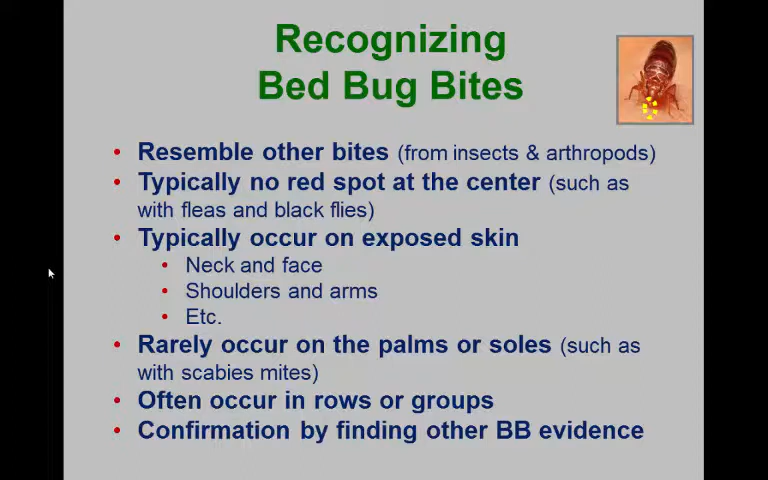 Recognizing
Bed Bug Bites
• Resemble other bites (from insects & arthropods)
• Typically no red spot at the center (such as
with fleas and black flies)
• Typically occur on exposed skin
• Neck and face
• Shoulders and arms
• Etc.
• Rarely occur on the palms or soles (such as
with scabies mites)
• Often occur in rows or groups
• Confirmation by finding other BB evidence